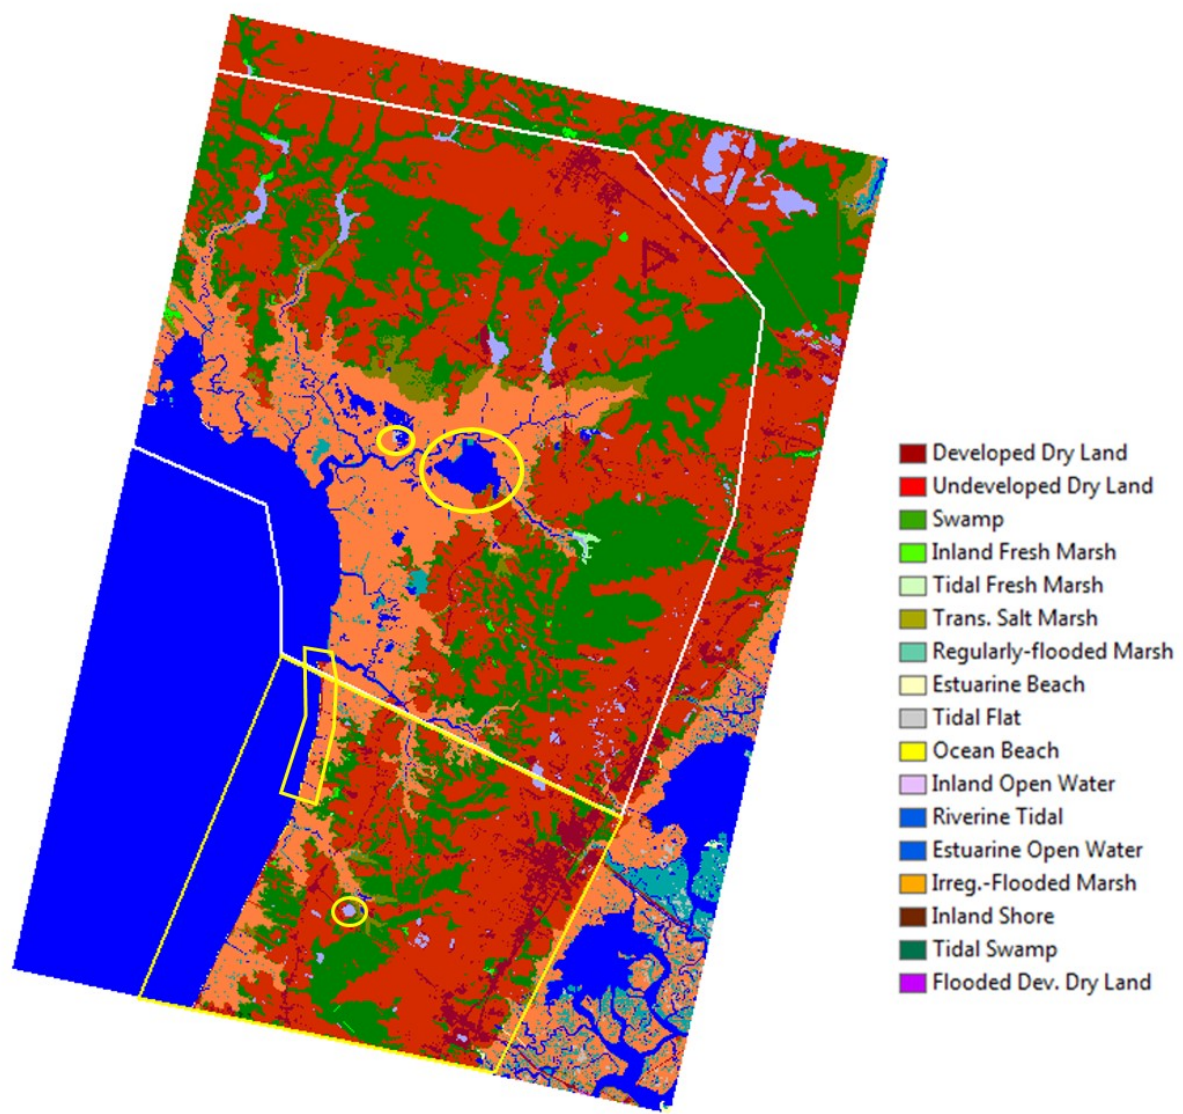 Developed Dry Land
Undeveloped Dry Land
Swamp
Inland Fresh Marsh
Tidal Fresh Marsh
Trans. Salt Marsh
Regularly-flooded Marsh
Estuarine Beach
Tidal Flat
Ocean Beach
Inland Open Water
Riverine Tidal
Estuarine Open Water
Irreg.-Flooded Marsh
Inland Shore
Tidal Swamp
Flooded Dev. Dry Land